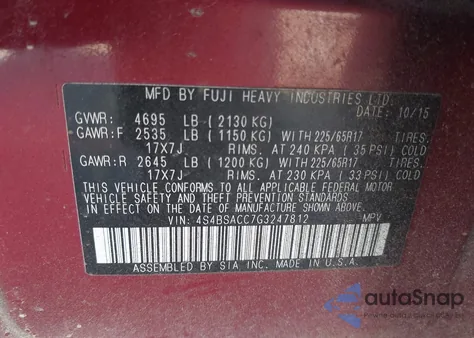 MFD BY FUJI HEAVY INDUSTRIES LTD.
DATE: 10/15
GVWR: 4695 LB (2130 KG)
GAWR:F 2535 LB (1150 KG) WITH 225/65R17 TIRES.
17X7J RIMS. AT 240 KPA (35 PSI) COLD
GAWR:R 2645 LB (1200 KG) WITH 225/65R17 TIRES.
17X7J RIMS. AT 230 KPA (33 PSI) COLD
THIS VEHICLE CONFORMS TO ALL APPLICABLE FEDERAL MOTOR
VEHICLE SAFETY AND THEFT PREVENTION STANDARDS IN
EFFECT ON THE DATE OF MANUFACTURE SHOWN ABOVE.
VIN: 4S4BSACC7G3247812 MPV
ASSEMBLED BY SIA INC. MADE IN U.S.A.
autoSnap
POWERED BY CARS